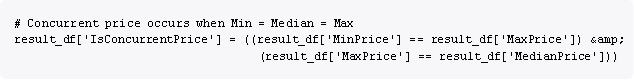 # Concurrent price occurs when Min = Median = Max
result_df['IsConcurrentPrice'] = ((result_df['MinPrice'] == result_df['MaxPrice']) &amp;
(result_df['MaxPrice'] == result_df['MedianPrice']))